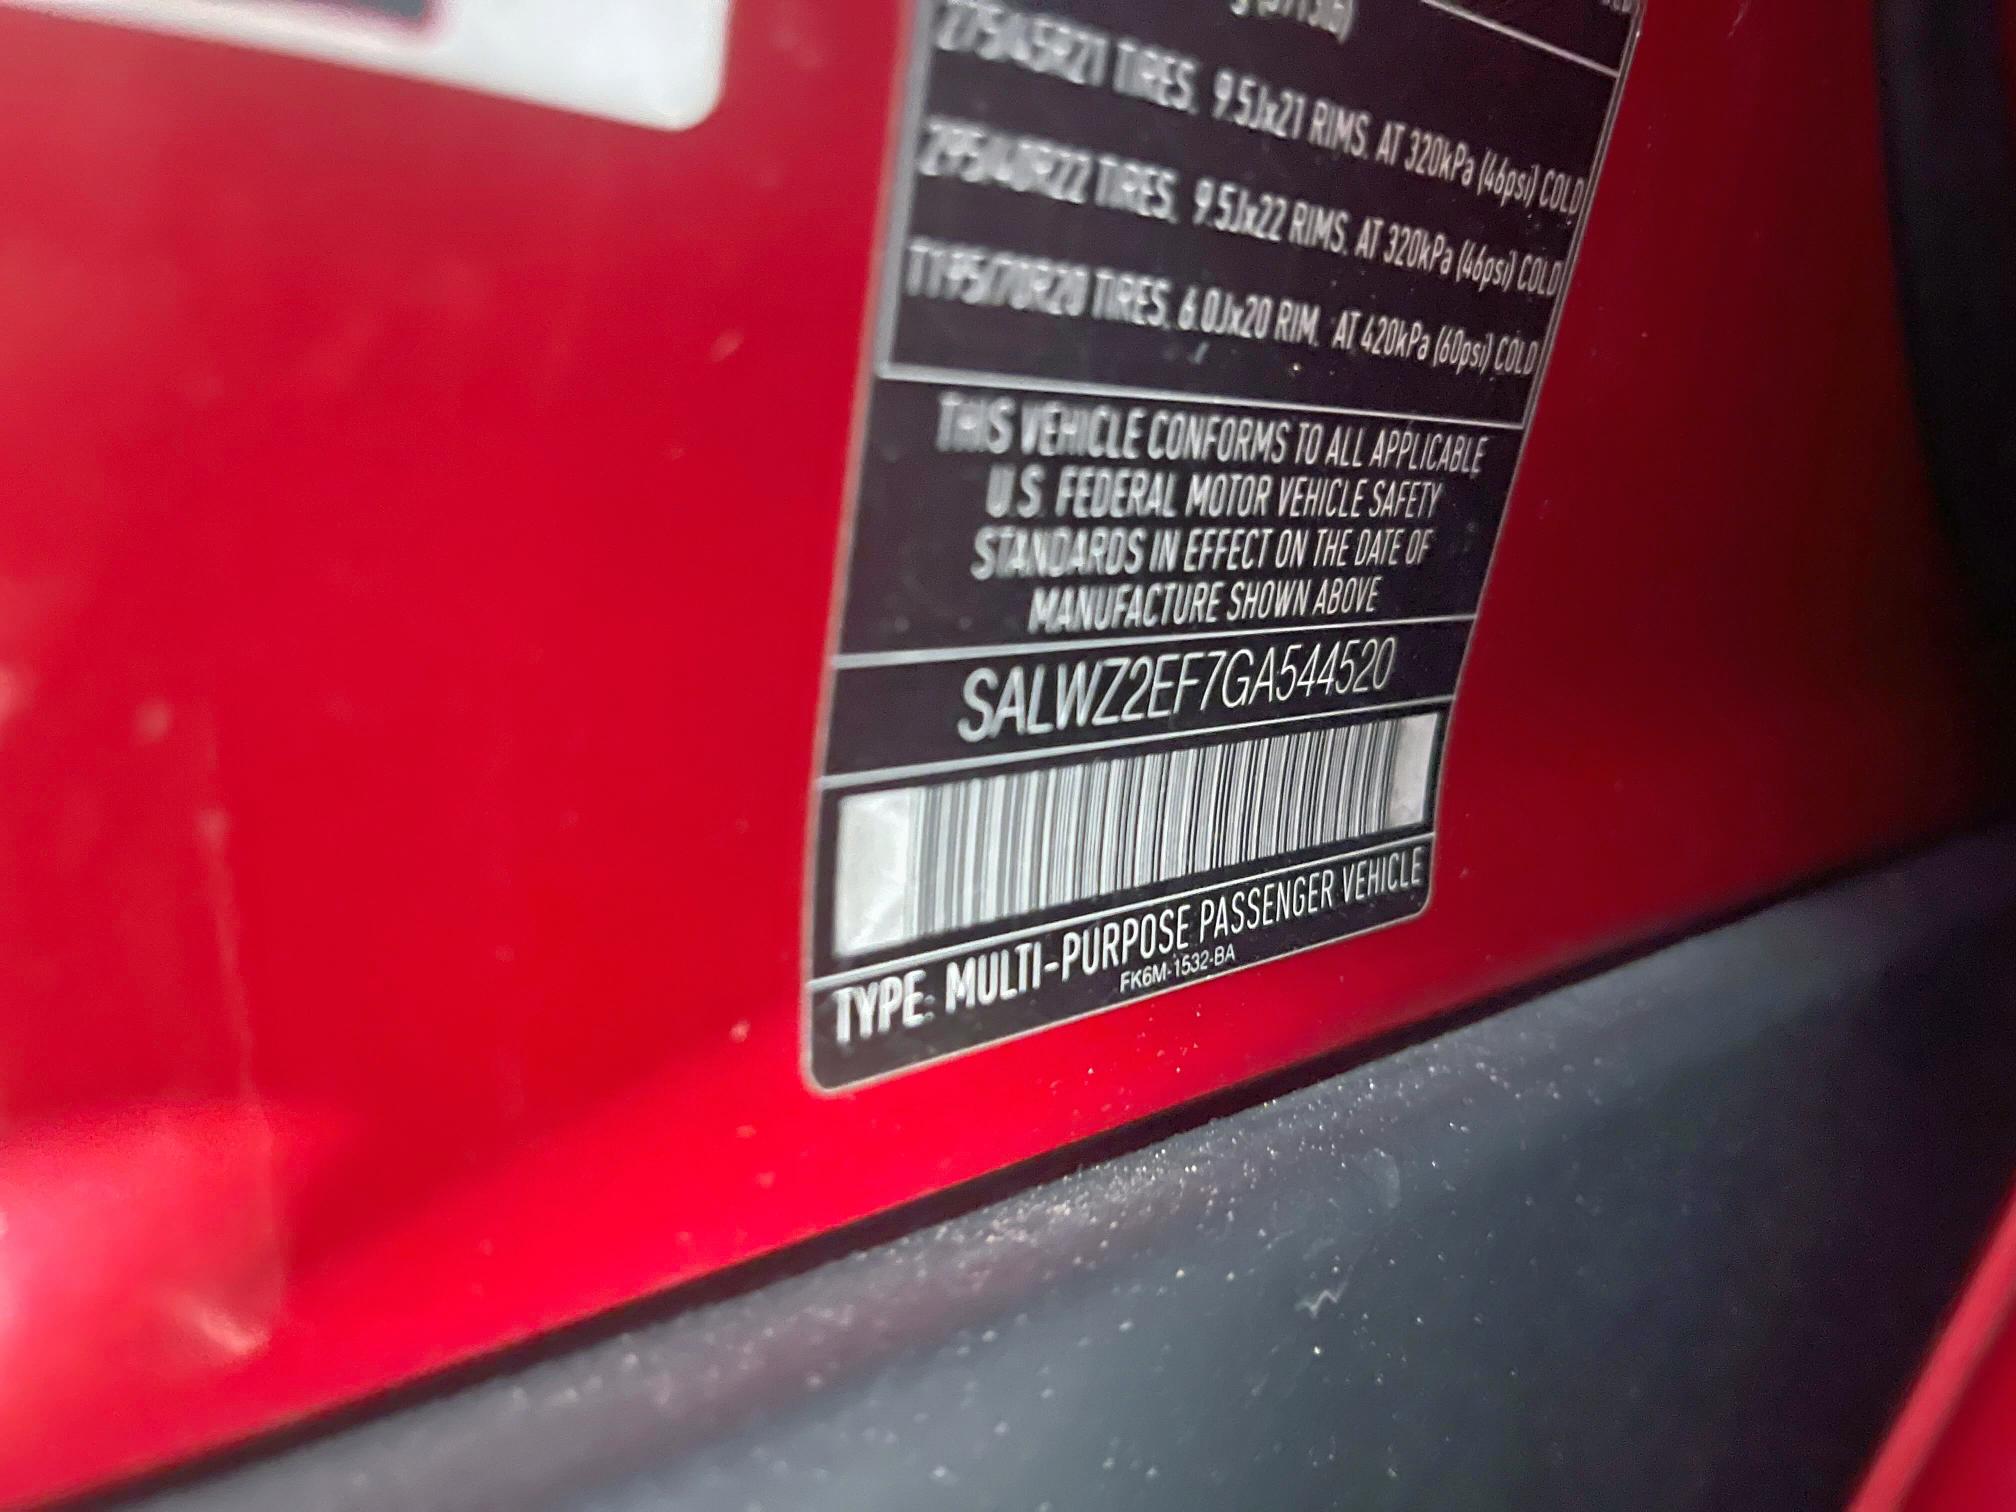 275/45R21 TIRES, 9.5Jx21 RIMS. AT 320kPa (46psi) COLD
295/40R22 TIRES, 9.5Jx22 RIMS. AT 320kPa (46psi) COLD
T195/70R20 TIRES, 6.0Jx20 RIM. AT 420kPa (60psi) COLD
THIS VEHICLE CONFORMS TO ALL APPLICABLE
U.S. FEDERAL MOTOR VEHICLE SAFETY
STANDARDS IN EFFECT ON THE DATE OF
MANUFACTURE SHOWN ABOVE
SALWZ2EF7GA544520
TYPE: MULTI-PURPOSE PASSENGER VEHICLE
FK6M-1532-BA